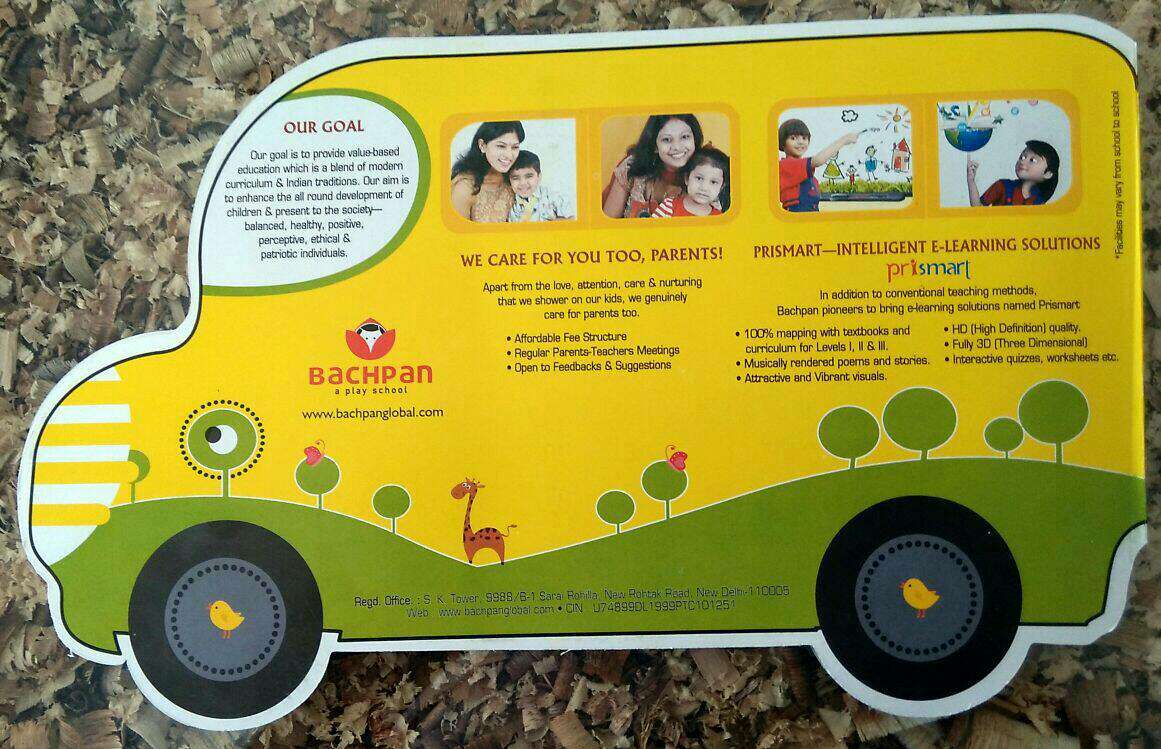 OUR GOAL
Our goal is to provide value-based
education which is a blend of modern
curriculum & Indian traditions. Our aim is
to enhance the all round development of
children & present to the society—
balanced, healthy, positive,
perceptive, ethical &
patriotic individuals.
BACHPAN
a play school
www.bachpanglobal.com
WE CARE FOR YOU TOO, PARENTS!
Apart from the love, attention, care & nurturing
that we shower on our kids, we genuinely
care for parents too.
• Affordable Fee Structure
• Regular Parents-Teachers Meetings
• Open to Feedbacks & Suggestions
PRISMART—INTELLIGENT E-LEARNING SOLUTIONS
prismart
In addition to conventional teaching methods,
Bachpan pioneers to bring e-learning solutions named Prismart
• 100% mapping with textbooks and
curriculum for Levels I, II & III.
• Musically rendered poems and stories.
• Attractive and Vibrant visuals.
• HD (High Definition) quality.
• Fully 3D (Three Dimensional)
• Interactive quizzes, worksheets etc.
*Facilities may vary from school to school
Regd. Office. : S. K. Tower, 9988/B-1 Sarai Rohilla, New Rohtak Road, New Delhi-110005
Web: www.bachpanglobal.com • CIN U74899DL1999PTC101251